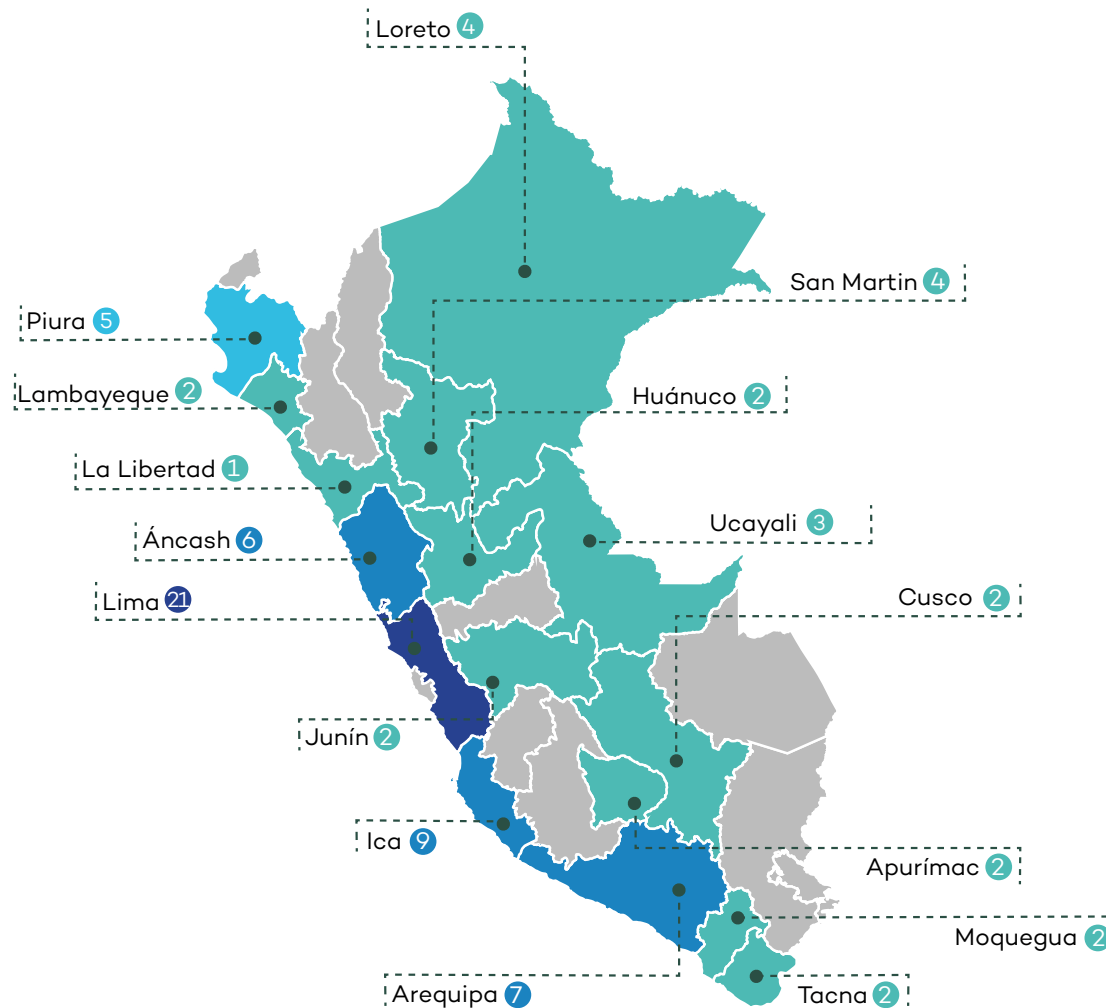 Loreto 4
San Martin 4
Piura 5
Lambayeque 2
Huánuco 2
La Libertad 1
Ucayali 3
Áncash 6
Lima 21
Cusco 2
Junín 2
Ica 9
Apurímac 2
Moquegua 2
Arequipa 7
Tacna 2